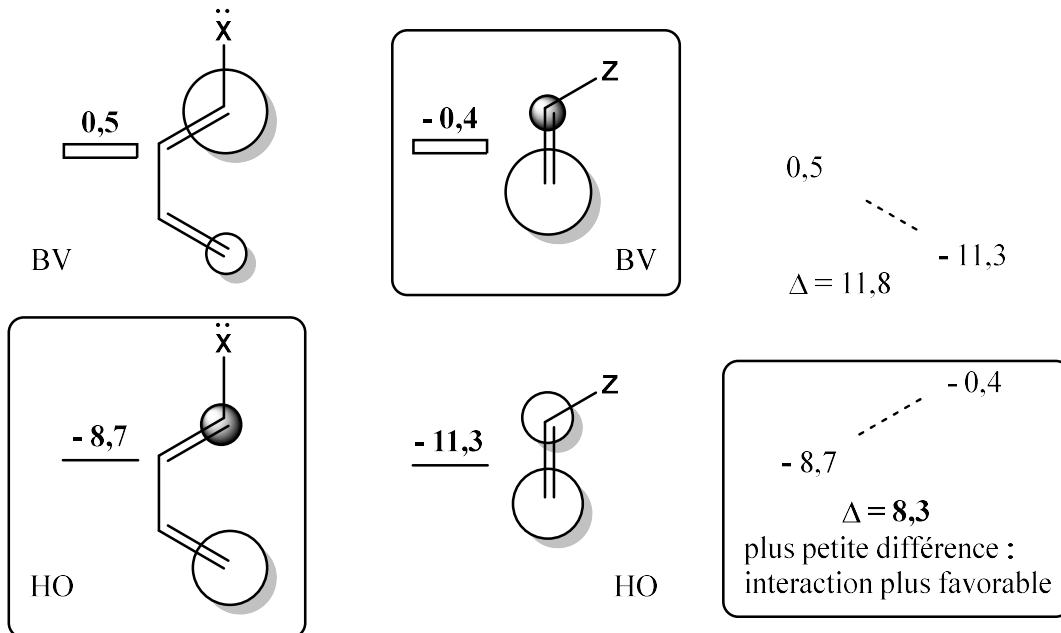 Ẍ
0,5
BV
Z
- 0,4
BV
0,5
- 11,3
Δ = 11,8
Ẍ
- 8,7
HO
Z
- 11,3
HO
- 0,4
- 8,7
Δ = 8,3
plus petite différence :
interaction plus favorable